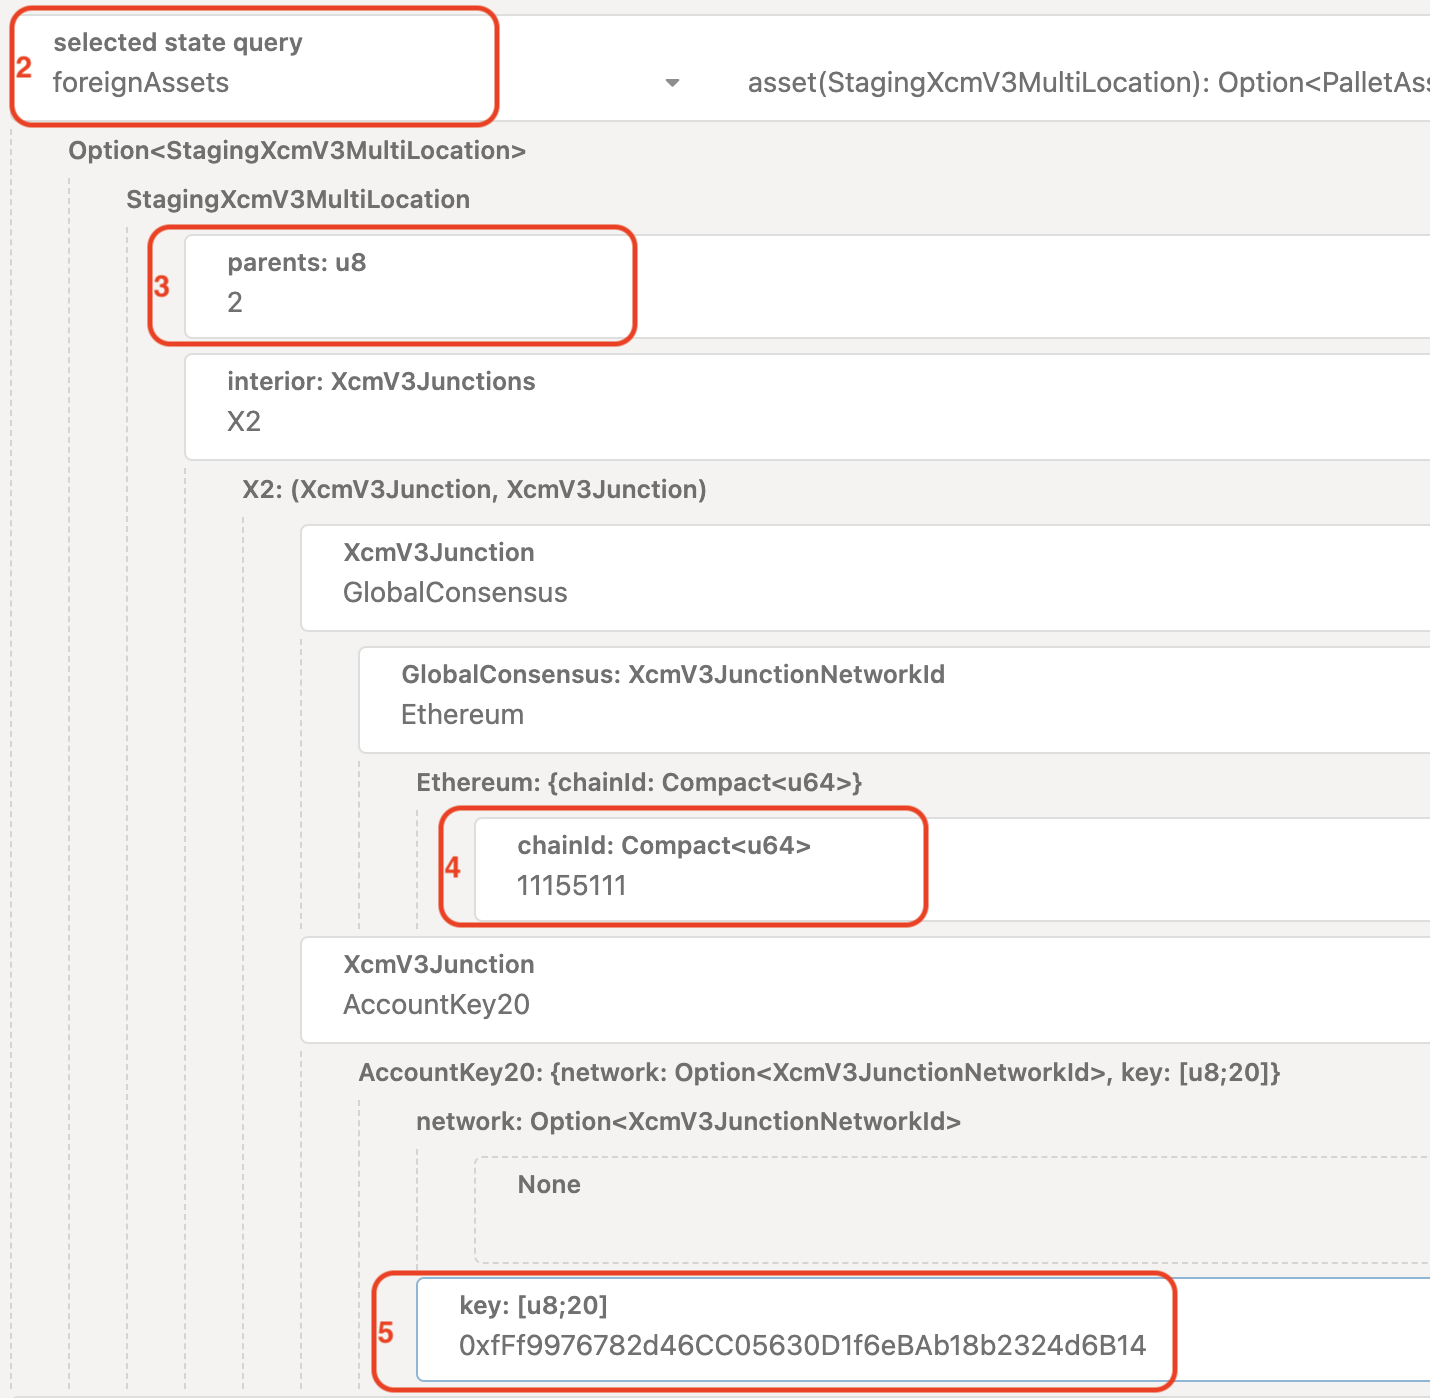 selected state query
2
foreignAssets
asset(StagingXcmV3MultiLocation): Option<PalletAss
Option<StagingXcmV3MultiLocation>
StagingXcmV3MultiLocation
parents: u8
3
2
interior: XcmV3Junctions
X2
X2: (XcmV3Junction, XcmV3Junction)
XcmV3Junction
GlobalConsensus
GlobalConsensus: XcmV3JunctionNetworkId
Ethereum
Ethereum: {chainId: Compact<u64>}
chainId: Compact<u64>
4
11155111
XcmV3Junction
AccountKey20
AccountKey20: {network: Option<XcmV3JunctionNetworkId>, key: [u8;20]}
network: Option<XcmV3JunctionNetworkId>
None
key: [u8;20]
5
0xfFf9976782d46CC05630D1f6eBAb18b2324d6B14